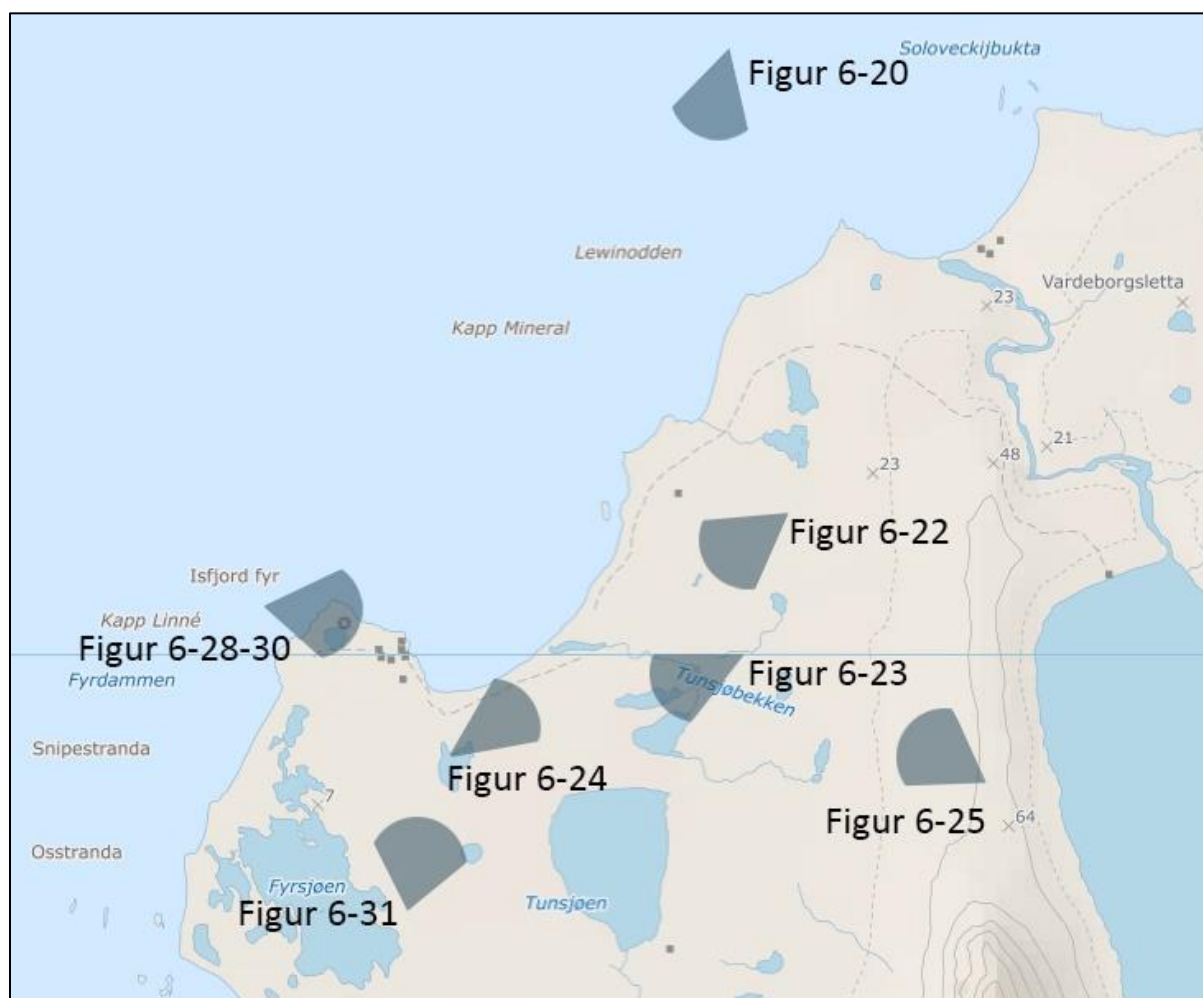 Soloveckijbukta
Figur 6-20
Lewinodden
Vardeborgsletta
23
Kapp Mineral
21
48
23
Figur 6-22
Isfjord fyr
Kapp Linné
Figur 6-28-30
Fyrdammen
Figur 6-23
Tunsjøbekken
Snipestranda
Figur 6-24
7
Figur 6-25
64
Osstranda
Fyrsjøen
Tunsjøen
Figur 6-31